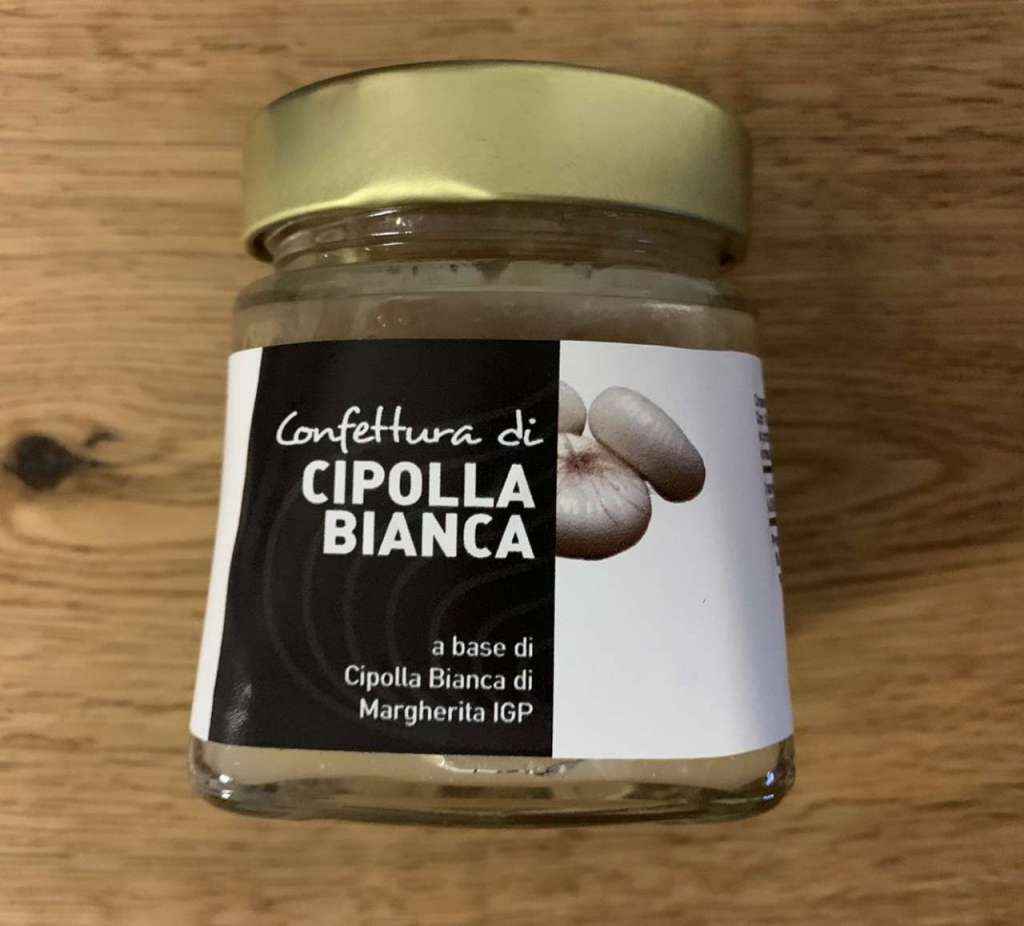 Confettura di
CIPOLLA
BIANCA
a base di
Cipolla Bianca di
Margherita IGP